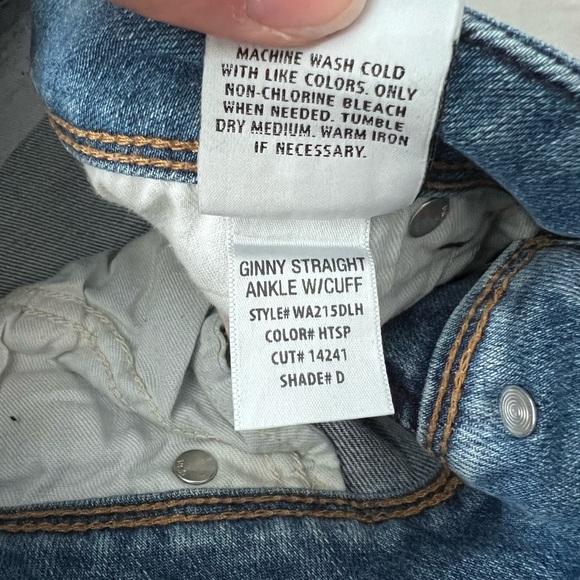 MACHINE WASH COLD
WITH LIKE COLORS. ONLY
NON-CHLORINE BLEACH
WHEN NEEDED. TUMBLE
DRY MEDIUM. WARM IRON
IF NECESSARY.
GINNY STRAIGHT
ANKLE W/CUFF
STYLE# WA215DLH
COLOR# HTSP
CUT# 14241
SHADE# D